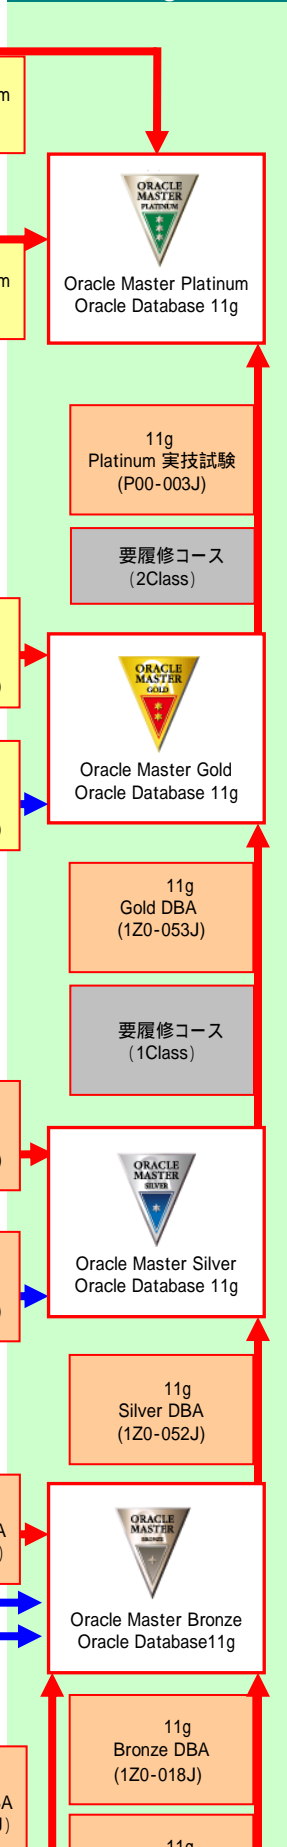 m
ORACLE
MASTER
PLATINUM
Oracle Master Platinum
Oracle Database 11g
m
11g
Platinum 実技試験
(P00-003J)
要履修コース
(2Class)
)
ORACLE
MASTER
GOLD
Oracle Master Gold
Oracle Database 11g
)
11g
Gold DBA
(1Z0-053J)
要履修コース
(1Class)
)
ORACLE
MASTER
SILVER
Oracle Master Silver
Oracle Database 11g
)
11g
Silver DBA
(1Z0-052J)
A
)
ORACLE
MASTER
BRONZE
Oracle Master Bronze
Oracle Database11g
11g
Bronze DBA
(1Z0-018J)
A
J)
11g